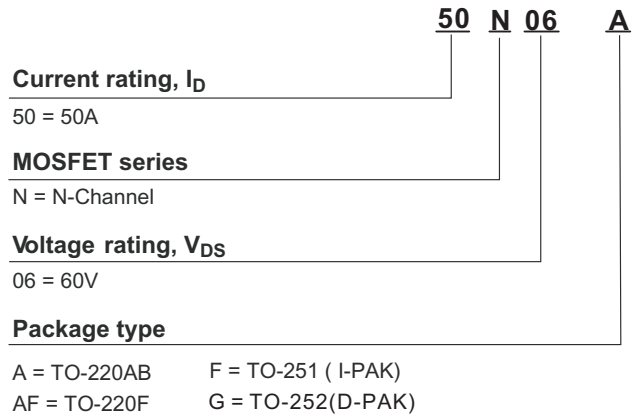 50 N 06 A
Current rating, ID
50 = 50A
MOSFET series
N = N-Channel
Voltage rating, VDS
06 = 60V
Package type
A = TO-220AB F = TO-251 ( I-PAK)
AF = TO-220F G = TO-252(D-PAK)